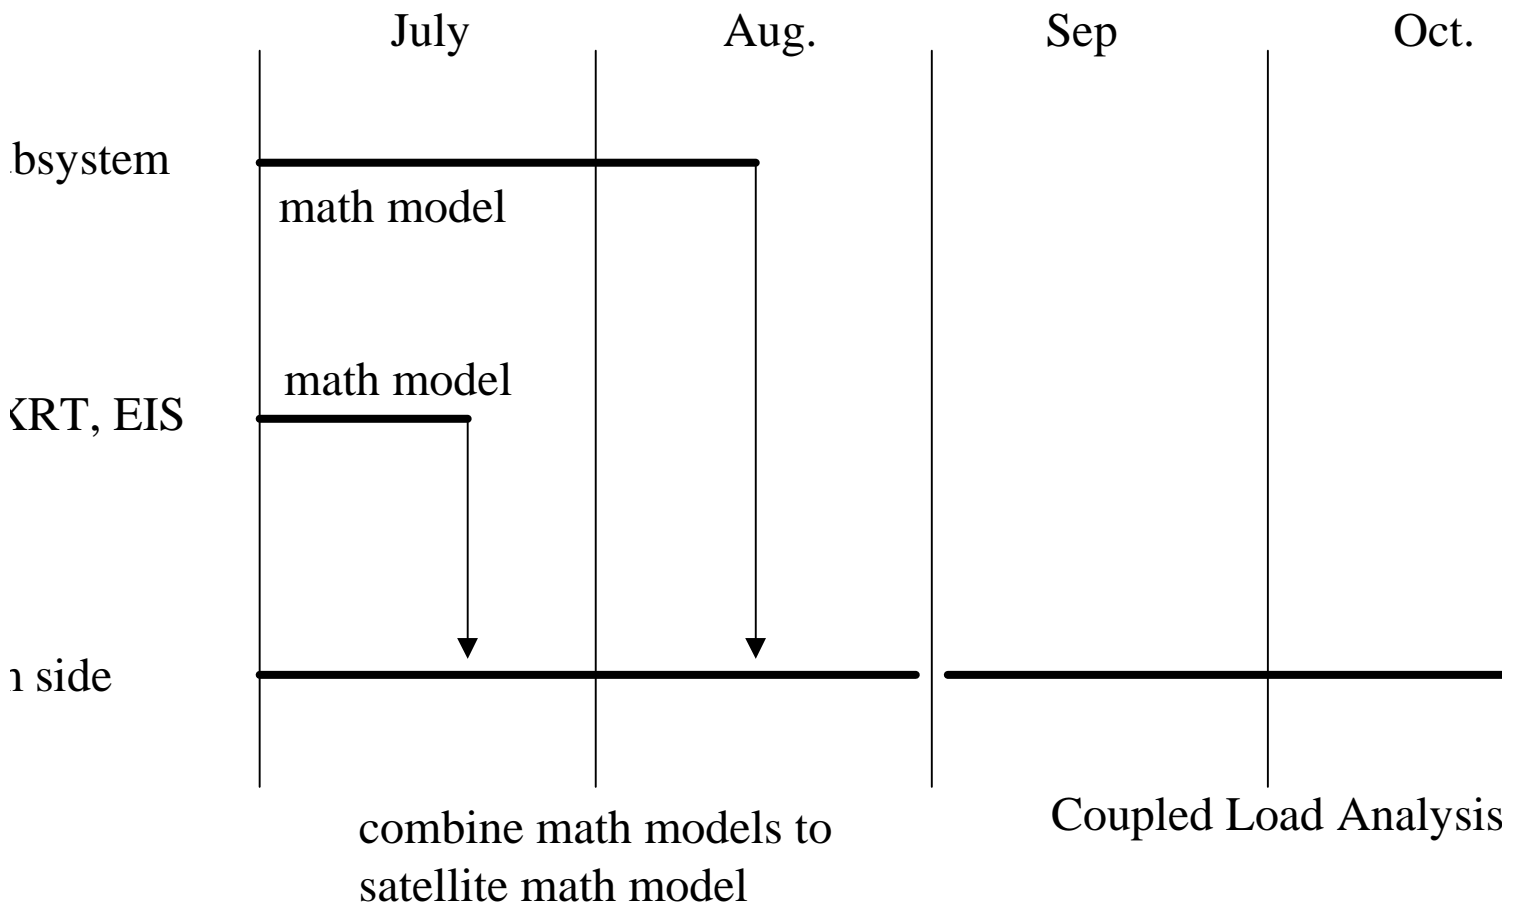 July Aug. Sep Oct.
bsystem
math model
math model
XRT, EIS
side
combine math models to
satellite math model
Coupled Load Analysis